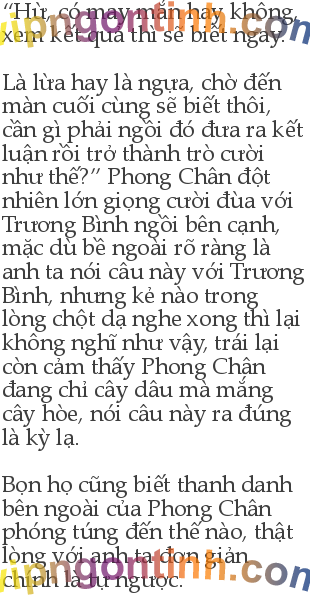 “Hừ, có may mắn hay không,
xem kết quả thì sẽ biết ngay.
Là lừa hay là ngựa, chờ đến
màn cuối cùng sẽ biết thôi,
cần gì phải ngồi đó đưa ra kết
luận rồi trở thành trò cười
như thế?” Phong Chân đột
nhiên lớn giọng cười đùa với
Trương Bình ngồi bên cạnh,
mặc dù bề ngoài rõ ràng là
anh ta nói câu này với Trương
Bình, nhưng kẻ nào trong
lòng chột dạ nghe xong thì lại
không nghĩ như vậy, trái lại
còn cảm thấy Phong Chân
đang chỉ cây dâu mà mắng
cây hòe, nói câu này ra đúng
là kỳ lạ.
Bọn họ cũng biết thanh danh
bên ngoài của Phong Chân
phóng túng đến thế nào, thật
lòng với anh ta đơn giản
chính là tự ngược.
vipngontinh.com
vipngontinh.com